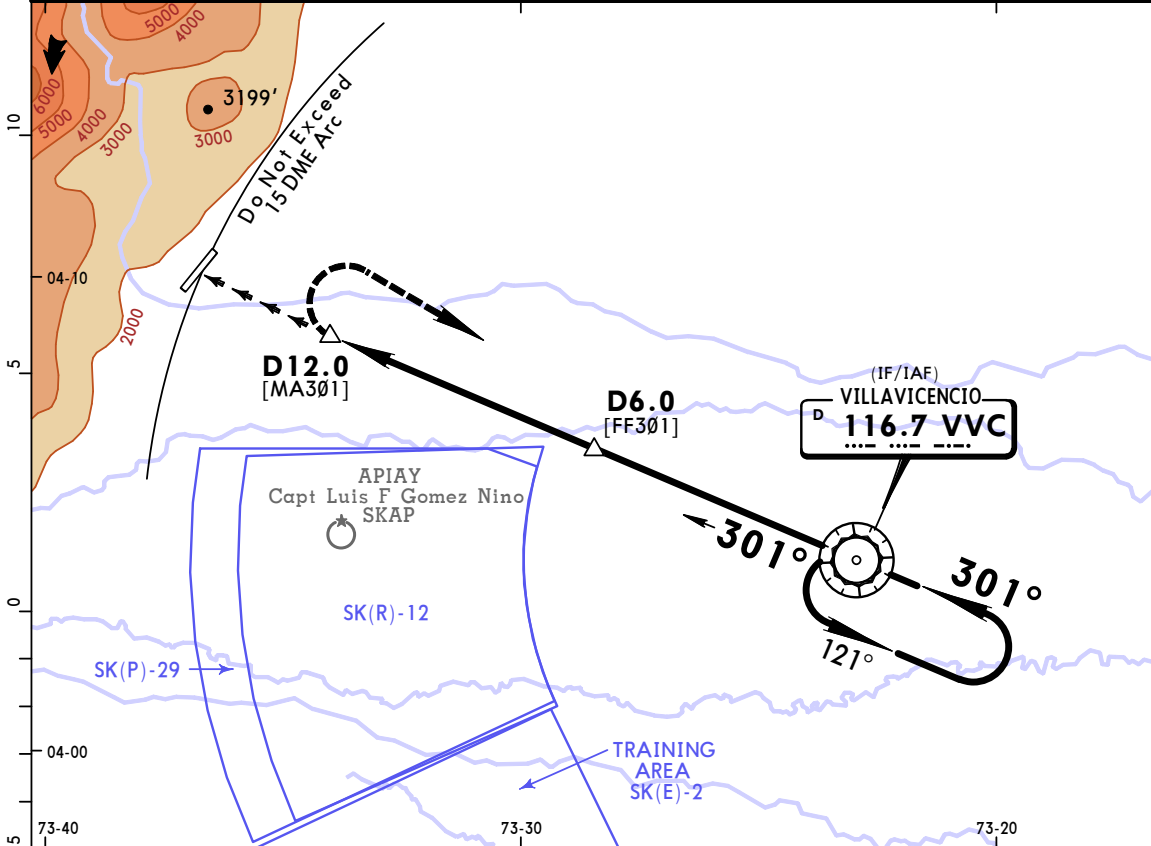 5000
4000
6000
5000
4000
3000
3199'
3000
Do Not Exceed
15 DME Arc
10
04-10
2000
5
D12.0
[MA3Ø1]
D6.0
[FF3Ø1]
(IF/IAF)
VILLAVICENCIO
D 116.7 VVC
APIAY
Capt Luis F Gomez Nino
SKAP
301°
301°
121°
0
SK(R)-12
SK(P)-29
04-00
TRAINING
AREA
SK(E)-2
5
73-40
73-30
73-20